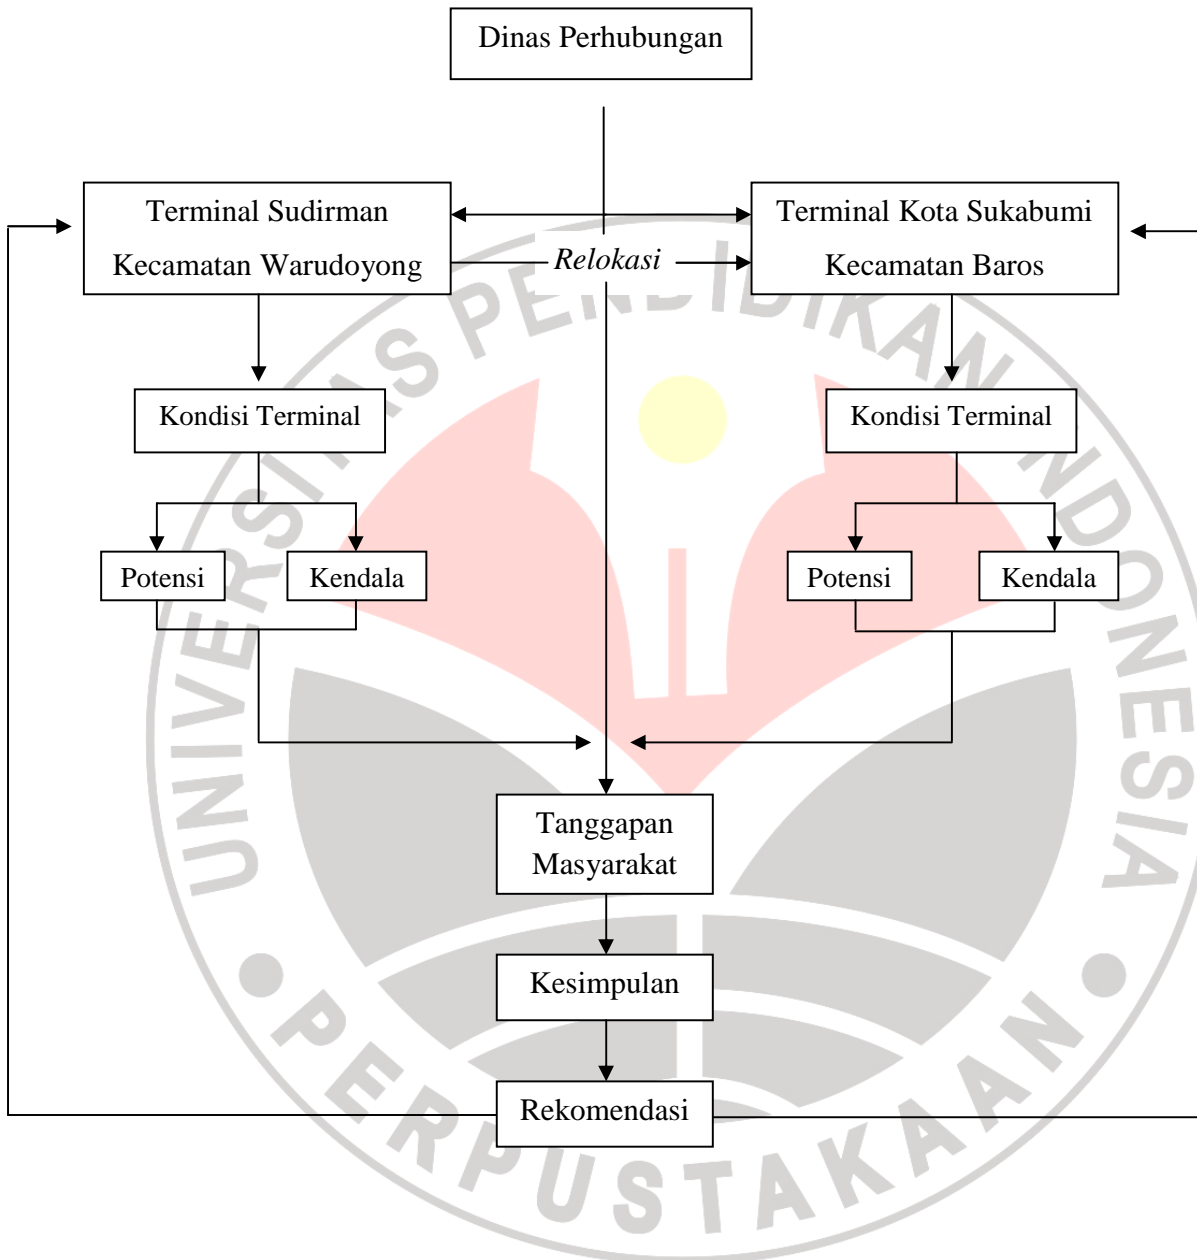 Dinas Perhubungan
Terminal Sudirman
Kecamatan Warudoyong
Relokasi
Terminal Kota Sukabumi
Kecamatan Baros
Kondisi Terminal
Kondisi Terminal
Potensi
Kendala
Potensi
Kendala
Tanggapan
Masyarakat
Kesimpulan
Rekomendasi
UNIVERSITAS PENDIDIKAN INDONESIA
PERPUSTAKAAN